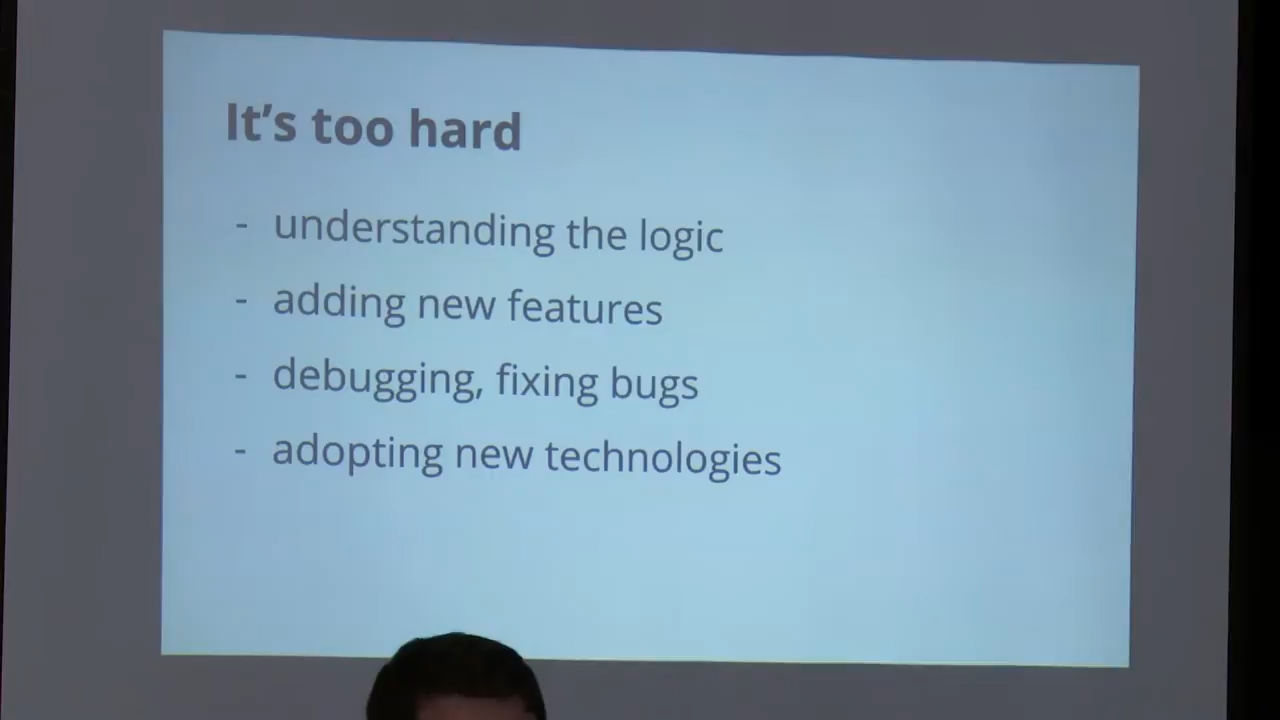 It’s too hard
- understanding the logic
- adding new features
- debugging, fixing bugs
- adopting new technologies